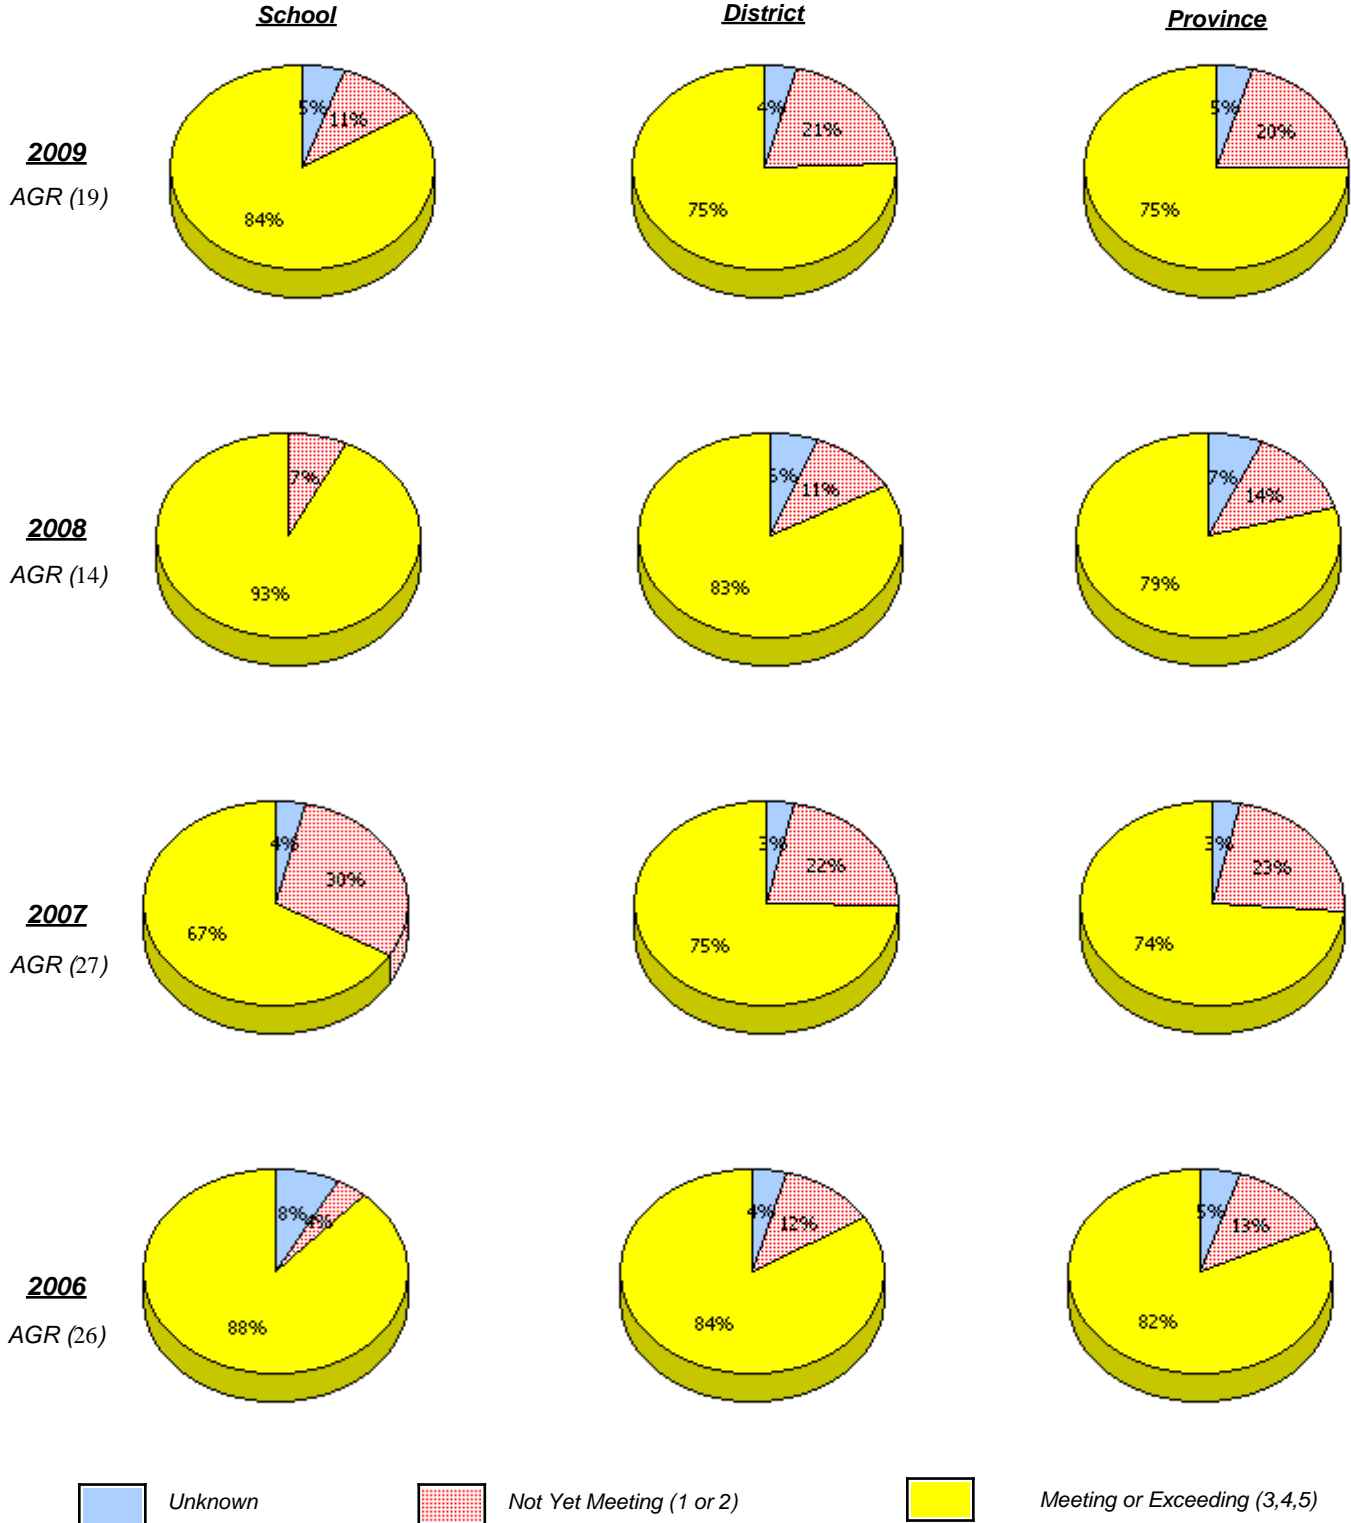 School District Province
2009
AGR (19)
5% 11% 84%
4% 21% 75%
5% 20% 75%
2008
AGR (14)
7% 93%
11% 83%
7% 14% 79%
2007
AGR (27)
4% 30% 67%
3% 22% 75%
3% 23% 74%
2006
AGR (26)
8% 4% 88%
4% 12% 84%
5% 13% 82%
Unknown Not Yet Meeting (1 or 2) Meeting or Exceeding (3,4,5)